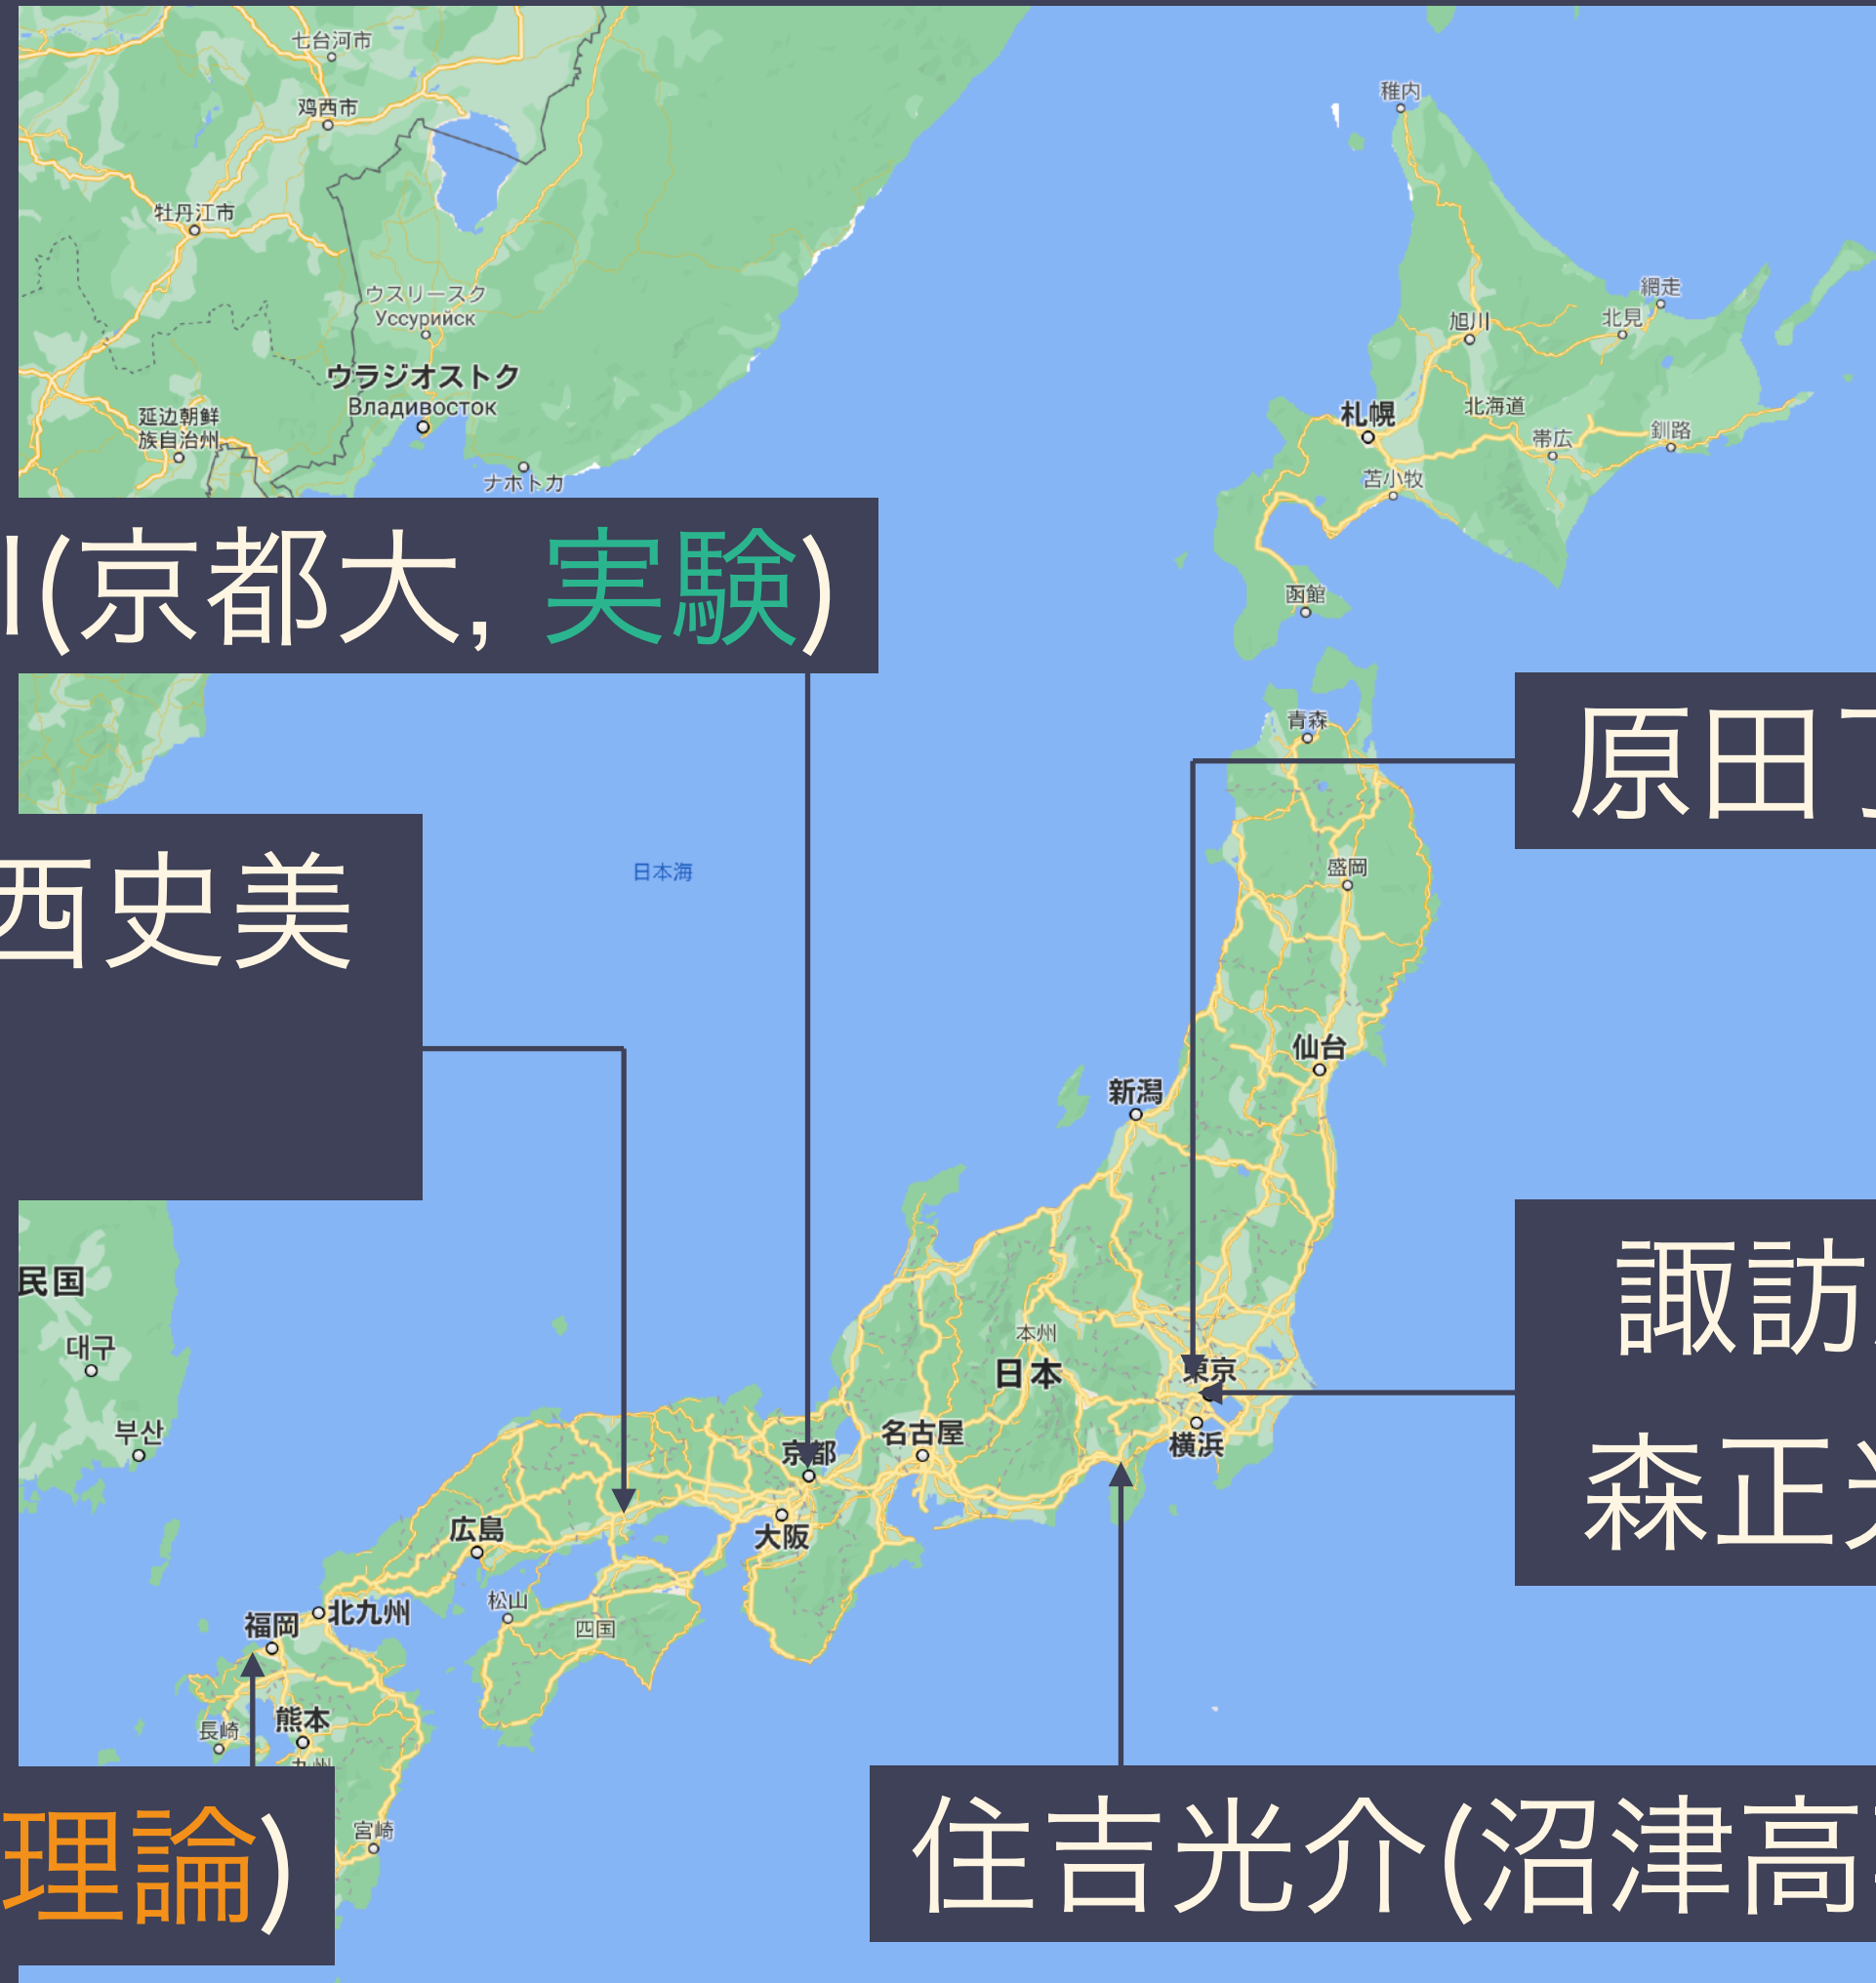 七台河市
鸡西市
稚内
牡丹江市
ウスリースク
Уссурийск
網走
旭川
北見
ウラジオストク
Владивосток
延边朝鲜
族自治州
札幌
北海道
帯広
釧路
苫小牧
ナホトカ
(京都大, 実験)
函館
青森
原田
西史美
日本海
盛岡
仙台
新潟
民国
諏訪
대구
本州
日本
東京
부산
京都
名古屋
横浜
森正
広島
大阪
松山
四国
北九州
福岡
熊本
長崎
九州
宮崎
理論)
住吉光介(沼津高